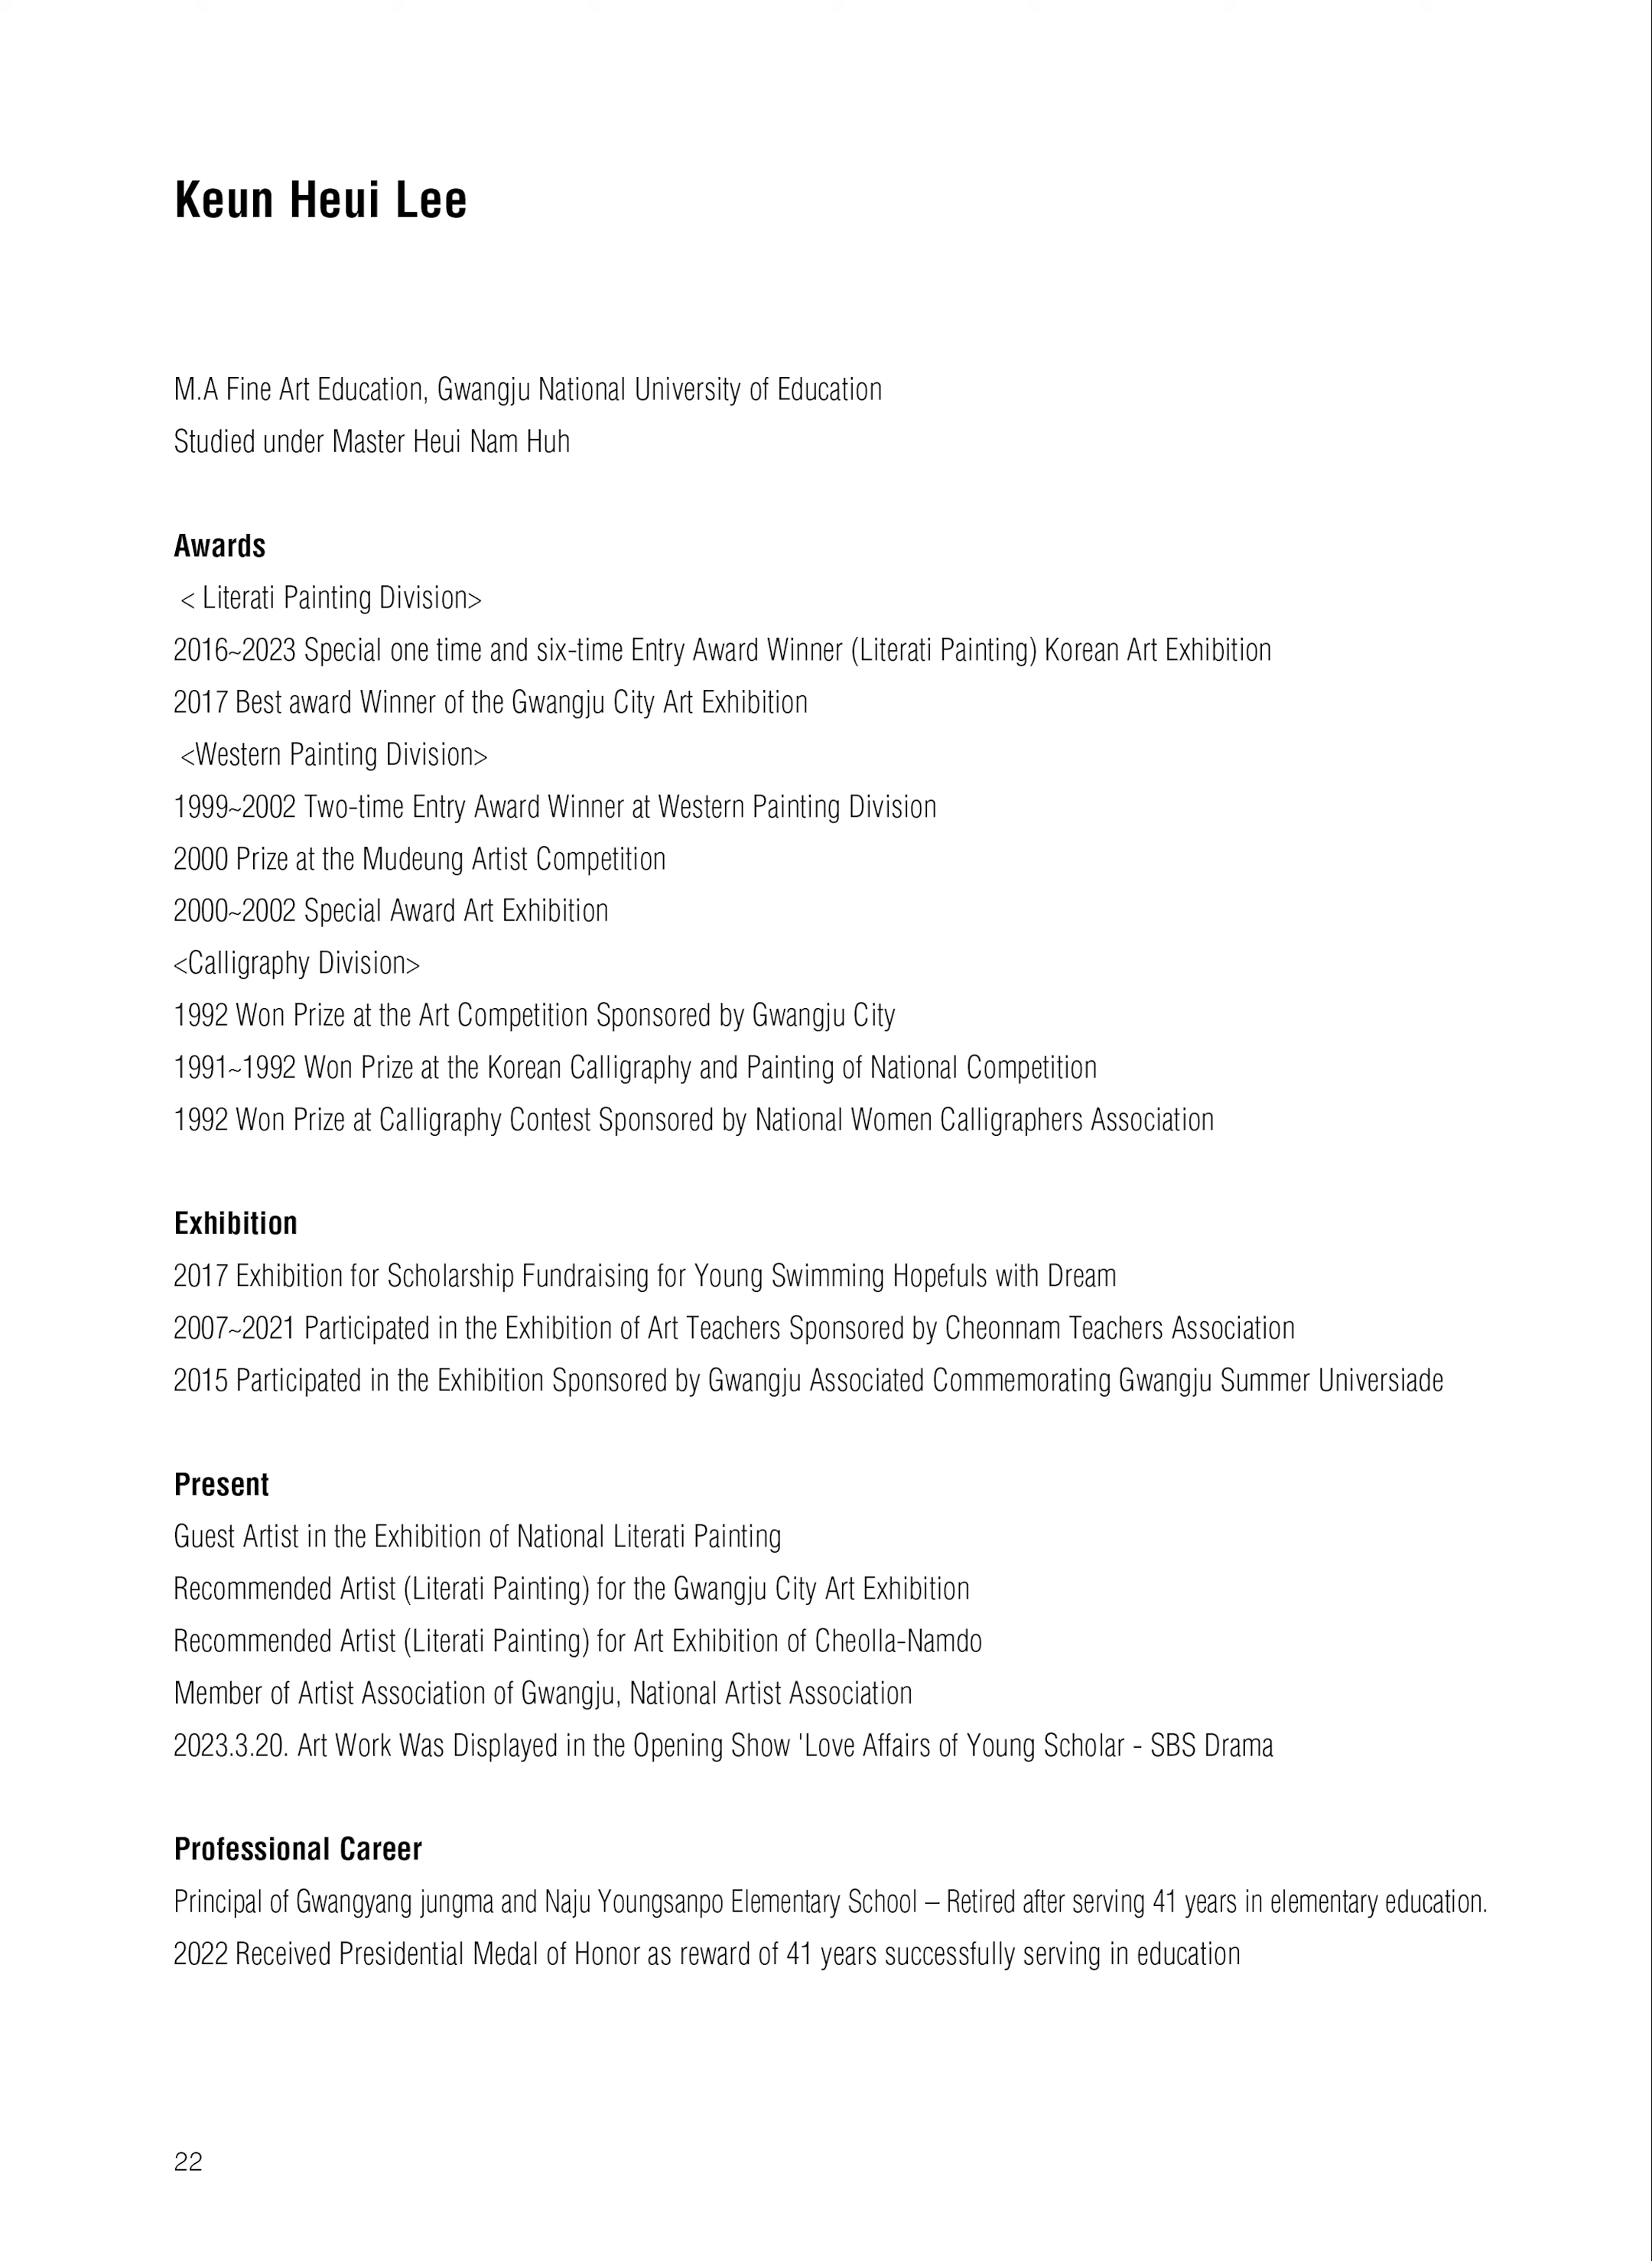 Keun Heui Lee
M.A Fine Art Education, Gwangju National University of Education
Studied under Master Heui Nam Huh
Awards
< Literati Painting Division>
2016~2023 Special one time and six-time Entry Award Winner (Literati Painting) Korean Art Exhibition
2017 Best award Winner of the Gwangju City Art Exhibition
<Western Painting Division>
1999~2002 Two-time Entry Award Winner at Western Painting Division
2000 Prize at the Mudeung Artist Competition
2000~2002 Special Award Art Exhibition
<Calligraphy Division>
1992 Won Prize at the Art Competition Sponsored by Gwangju City
1991~1992 Won Prize at the Korean Calligraphy and Painting of National Competition
1992 Won Prize at Calligraphy Contest Sponsored by National Women Calligraphers Association
Exhibition
2017 Exhibition for Scholarship Fundraising for Young Swimming Hopefuls with Dream
2007~2021 Participated in the Exhibition of Art Teachers Sponsored by Cheonnam Teachers Association
2015 Participated in the Exhibition Sponsored by Gwangju Associated Commemorating Gwangju Summer Universiade
Present
Guest Artist in the Exhibition of National Literati Painting
Recommended Artist (Literati Painting) for the Gwangju City Art Exhibition
Recommended Artist (Literati Painting) for Art Exhibition of Cheolla-Namdo
Member of Artist Association of Gwangju, National Artist Association
2023.3.20. Art Work Was Displayed in the Opening Show 'Love Affairs of Young Scholar - SBS Drama
Professional Career
Principal of Gwangyang jungma and Naju Youngsanpo Elementary School – Retired after serving 41 years in elementary education.
2022 Received Presidential Medal of Honor as reward of 41 years successfully serving in education
22